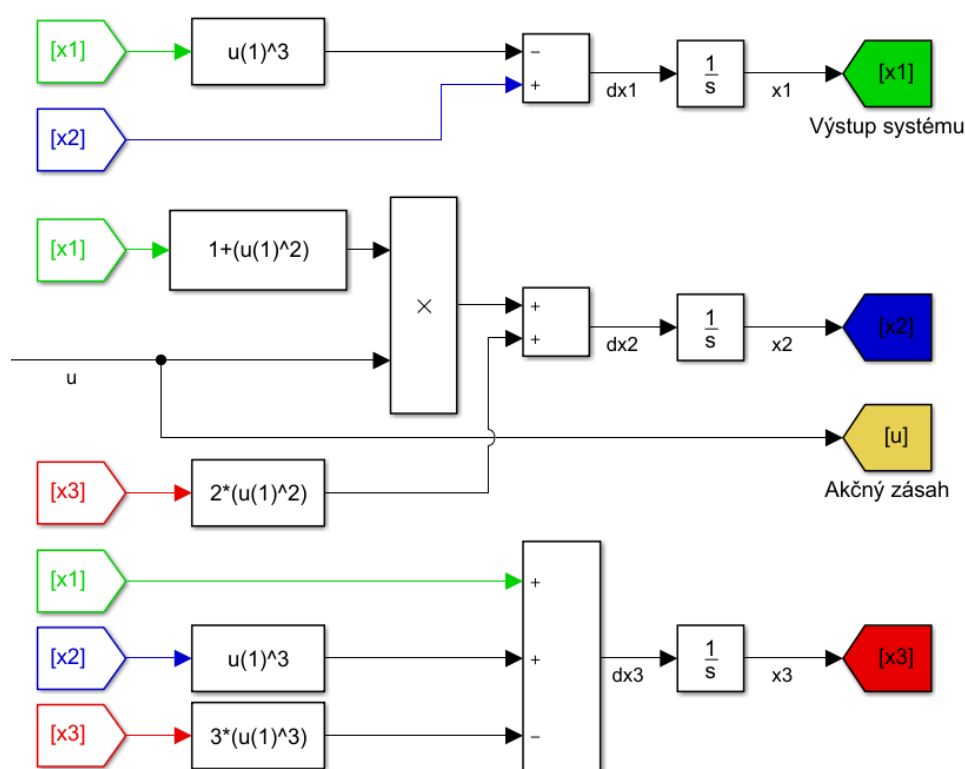 [x1]
u(1)^3
−
+
dx1
1
s
x1
[x1]
Výstup systému
[x2]
[x1]
1+(u(1)^2)
×
+
+
dx2
1
s
x2
[x2]
u
[u]
Akčný zásah
[x3]
2*(u(1)^2)
[x1]
+
[x2]
u(1)^3
+
dx3
1
s
x3
[x3]
[x3]
3*(u(1)^3)
−